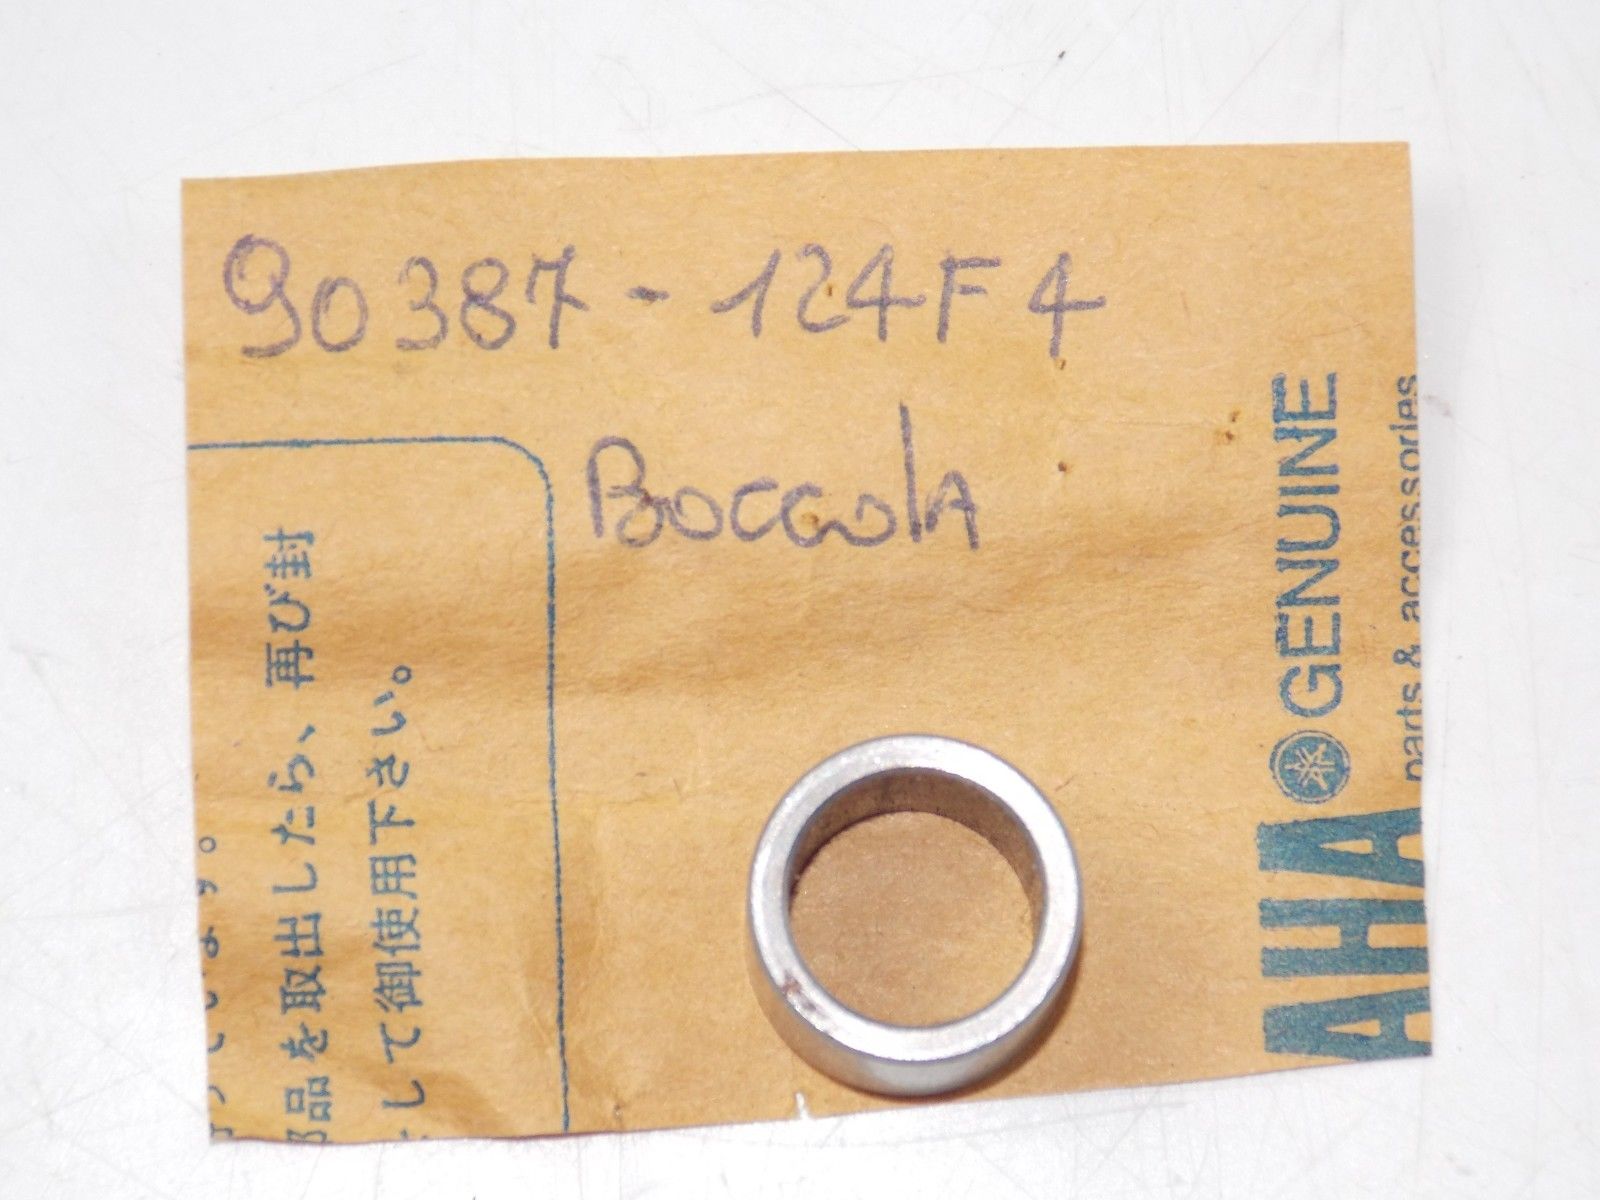 90387-124F4
Boccola
GENUINE
parts & accessories
AHA
部品を取出したら、再び封
して御使用下さい。